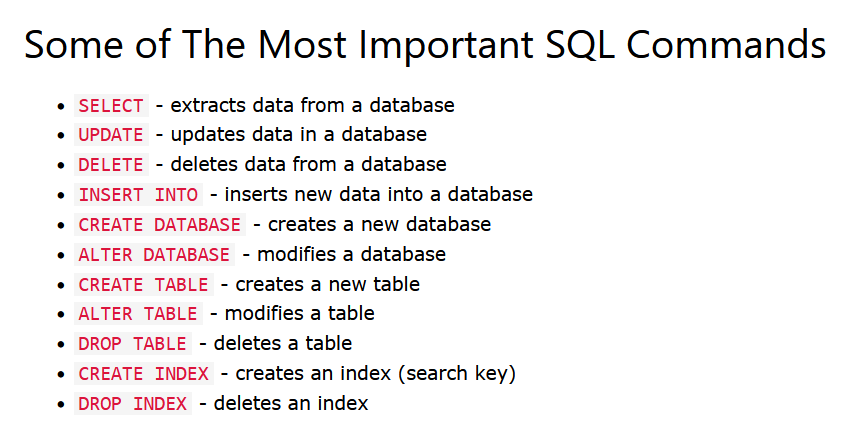 Some of The Most Important SQL Commands
• SELECT - extracts data from a database
• UPDATE - updates data in a database
• DELETE - deletes data from a database
• INSERT INTO - inserts new data into a database
• CREATE DATABASE - creates a new database
• ALTER DATABASE - modifies a database
• CREATE TABLE - creates a new table
• ALTER TABLE - modifies a table
• DROP TABLE - deletes a table
• CREATE INDEX - creates an index (search key)
• DROP INDEX - deletes an index